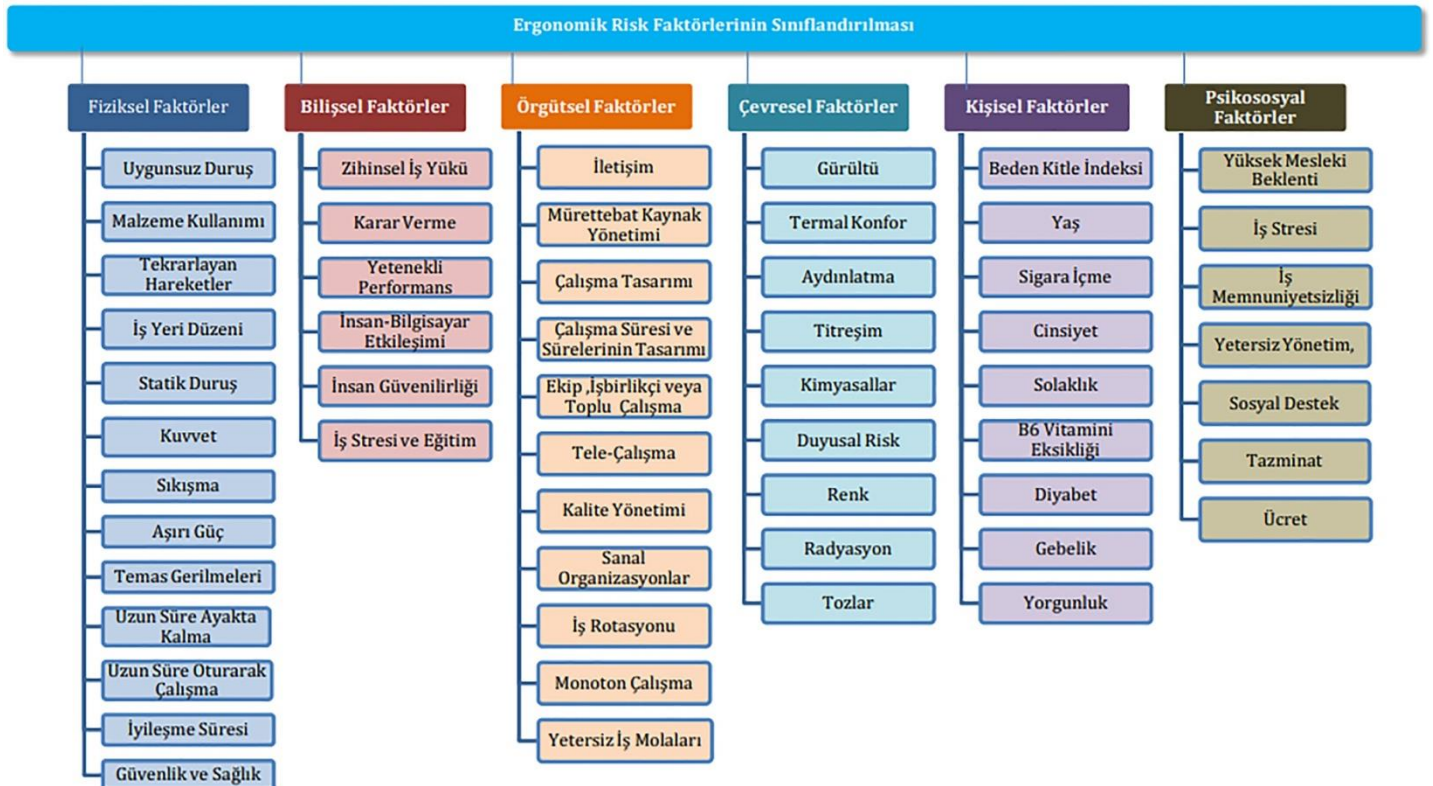 Ergonomik Risk Faktörlerinin Sınıflandırılması
Fiziksel Faktörler
Uygunsuz Duruş
Malzeme Kullanımı
Tekrarlayan
Hareketler
İş Yeri Düzeni
Statik Duruş
Kuvvet
Sıkışma
Aşırı Güç
Temas Gerilmeleri
Uzun Süre Ayakta
Kalma
Uzun Süre Oturarak
Çalışma
İyileşme Süresi
Güvenlik ve Sağlık
Bilişsel Faktörler
Zihinsel İş Yükü
Karar Verme
Yetenekli
Performans
İnsan-Bilgisayar
Etkileşimi
İnsan Güvenilirliği
İş Stresi ve Eğitim
Örgütsel Faktörler
İletişim
Mürettebat Kaynak
Yönetimi
Çalışma Tasarımı
Çalışma Süresi ve
Sürelerinin Tasarımı
Ekip ,İşbirlikçi veya
Toplu Çalışma
Tele-Çalışma
Kalite Yönetimi
Sanal
Organizasyonlar
İş Rotasyonu
Monoton Çalışma
Yetersiz İş Molaları
Çevresel Faktörler
Gürültü
Termal Konfor
Aydınlatma
Titreşim
Kimyasallar
Duyusal Risk
Renk
Radyasyon
Tozlar
Kişisel Faktörler
Beden Kitle İndeksi
Yaş
Sigara İçme
Cinsiyet
Solaklık
B6 Vitamini
Eksikliği
Diyabet
Gebelik
Yorgunluk
Psikososyal
Faktörler
Yüksek Mesleki
Beklenti
İş Stresi
İş
Memnuniyetsizliği
Yetersiz Yönetim,
Sosyal Destek
Tazminat
Ücret